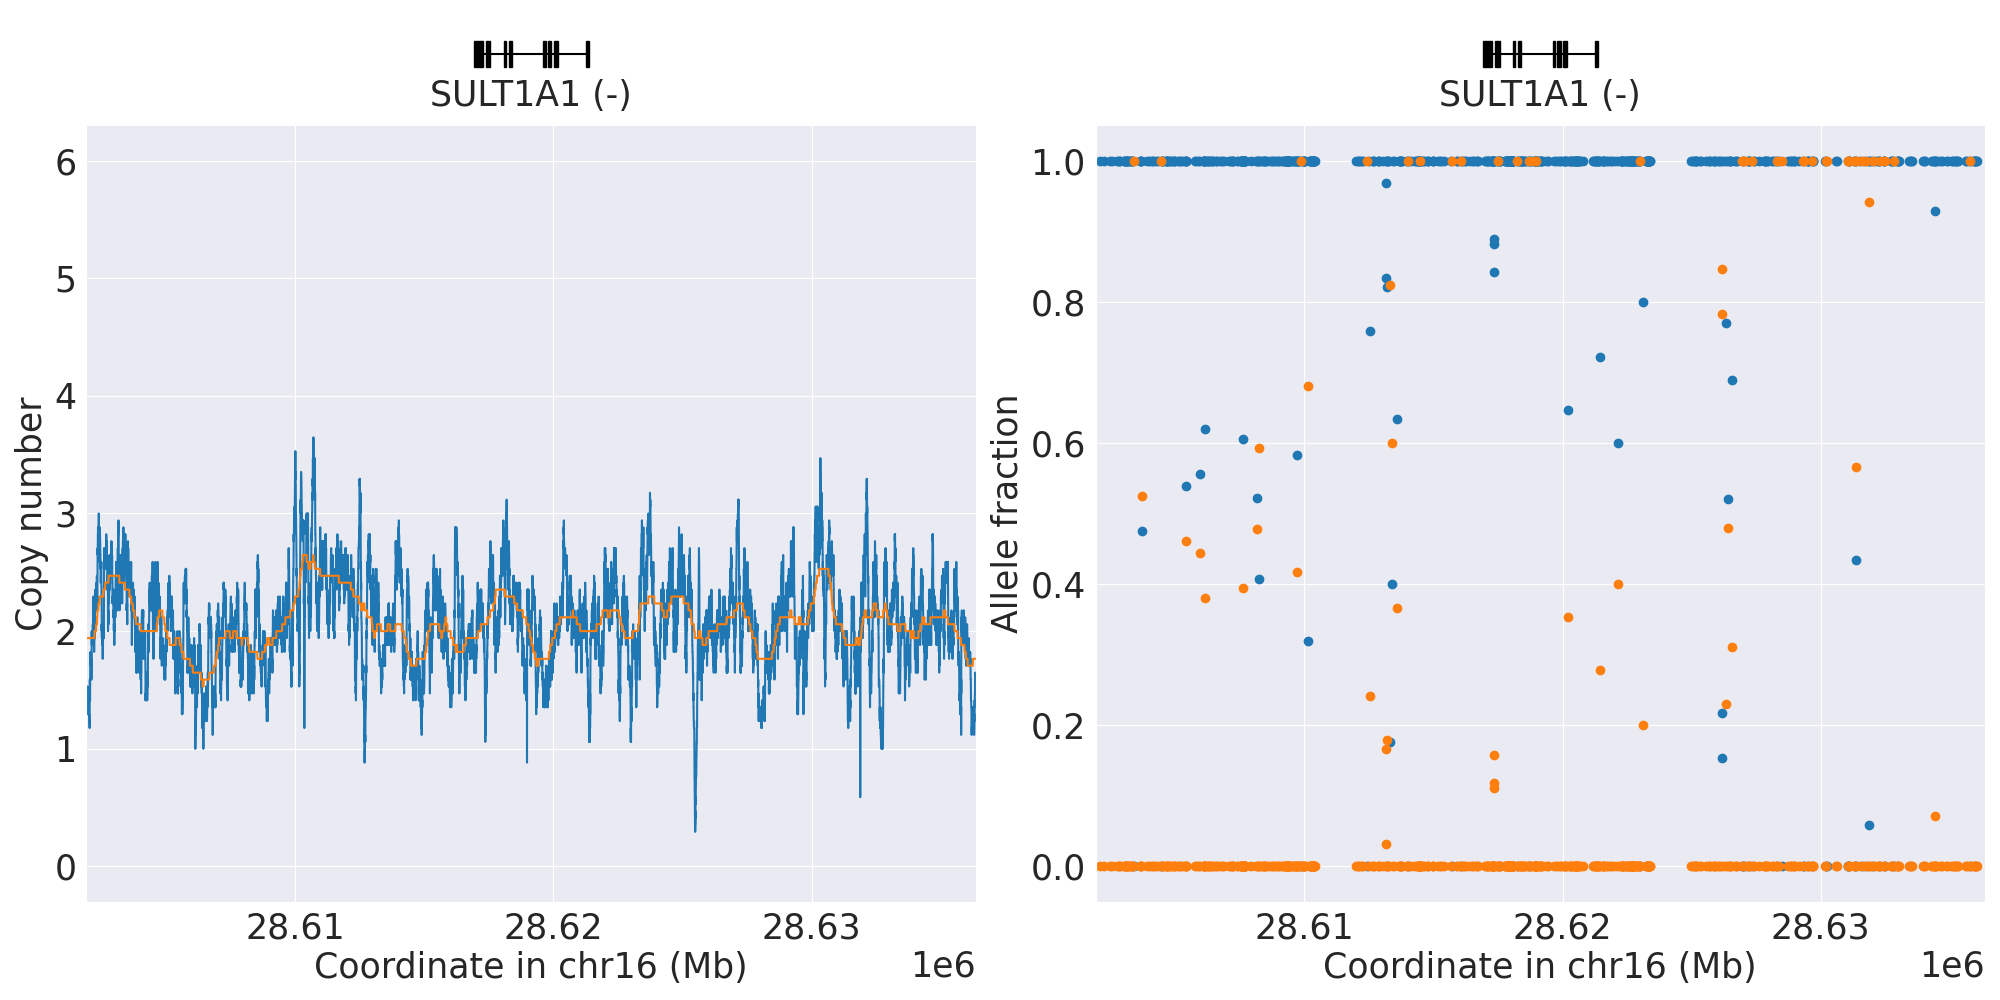 SULT1A1 (-)
6
5
4
3
2
1
0
Copy number
28.61
28.62
28.63
Coordinate in chr16 (Mb)
1e6
SULT1A1 (-)
1.0
0.8
0.6
0.4
0.2
0.0
Allele fraction
28.61
28.62
28.63
Coordinate in chr16 (Mb)
1e6